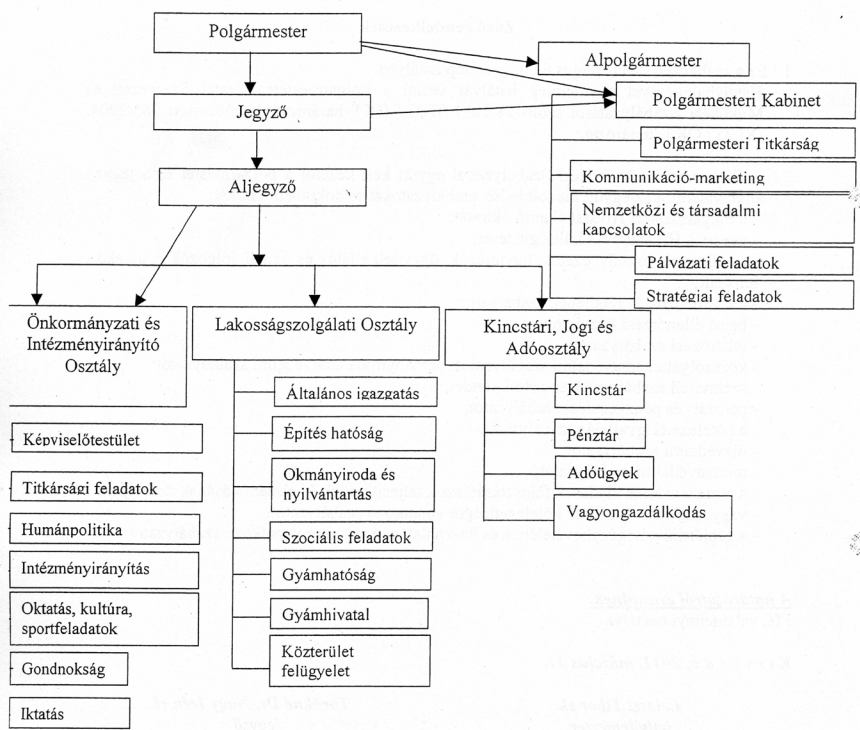 Polgármester
Alpolgármester
Polgármesteri Kabinet
Jegyző
Polgármesteri Titkárság
Aljegyző
Kommunikáció-marketing
Nemzetközi és társadalmi
kapcsolatok
Pályázati feladatok
Stratégiai feladatok
Önkormányzati és
Intézményirányító
Osztály
Képviselőtestület
Titkársági feladatok
Humánpolitika
Intézményirányítás
Oktatás, kultúra,
sportfeladatok
Gondnokság
Iktatás
Lakosságszolgálati Osztály
Általános igazgatás
Építés hatóság
Okmányiroda és
nyilvántartás
Szociális feladatok
Gyámhatóság
Gyámhivatal
Közterület
felügyelet
Kincstári, Jogi és
Adóosztály
Kincstár
Pénztár
Adóügyek
Vagyongazdálkodás